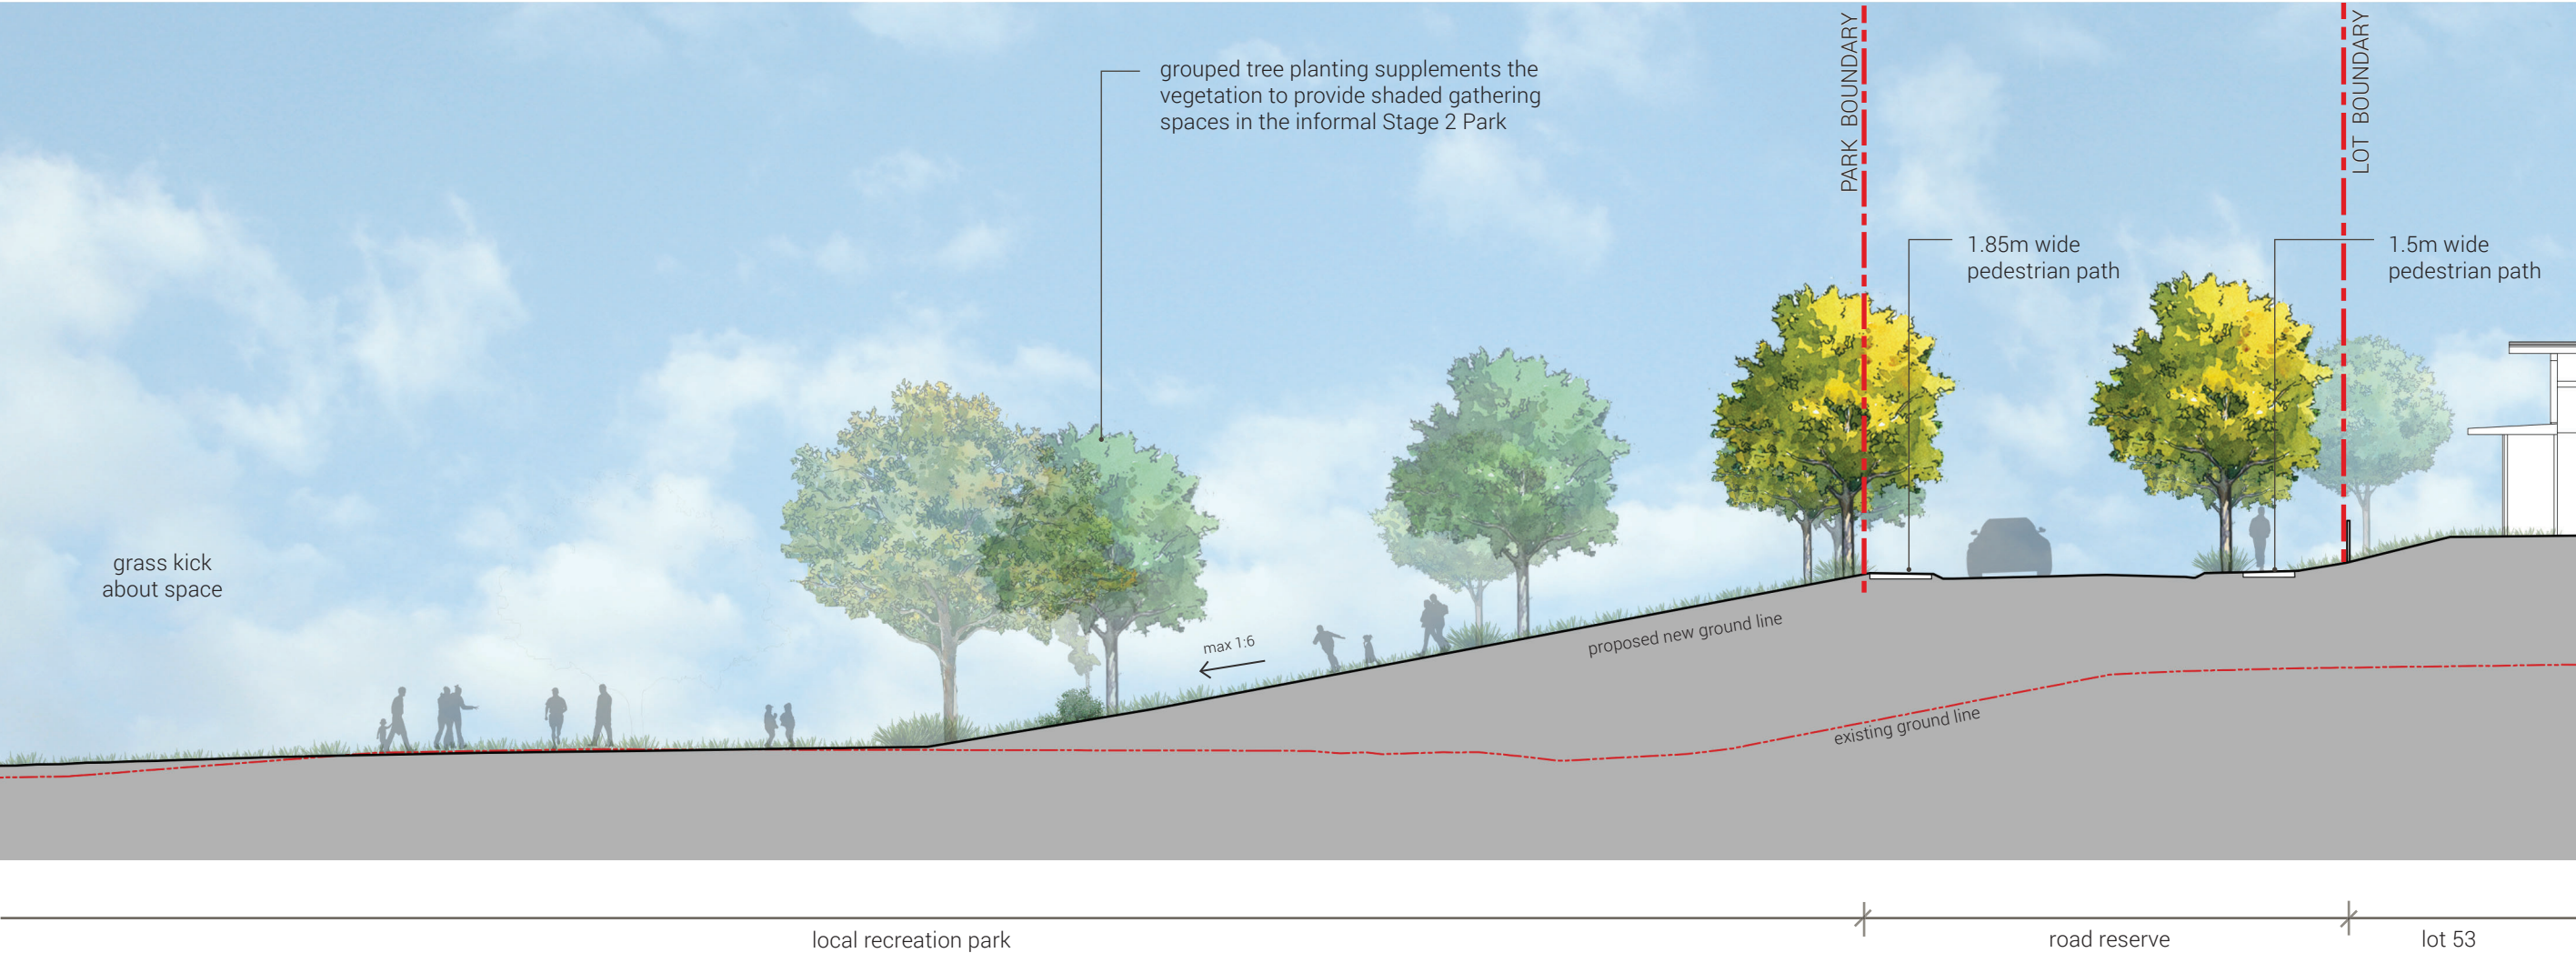 grouped tree planting supplements the
vegetation to provide shaded gathering
spaces in the informal Stage 2 Park
PARK BOUNDARY
LOT BOUNDARY
1.85m wide
pedestrian path
1.5m wide
pedestrian path
grass kick
about space
max 1:6
proposed new ground line
existing ground line
local recreation park
road reserve
lot 53